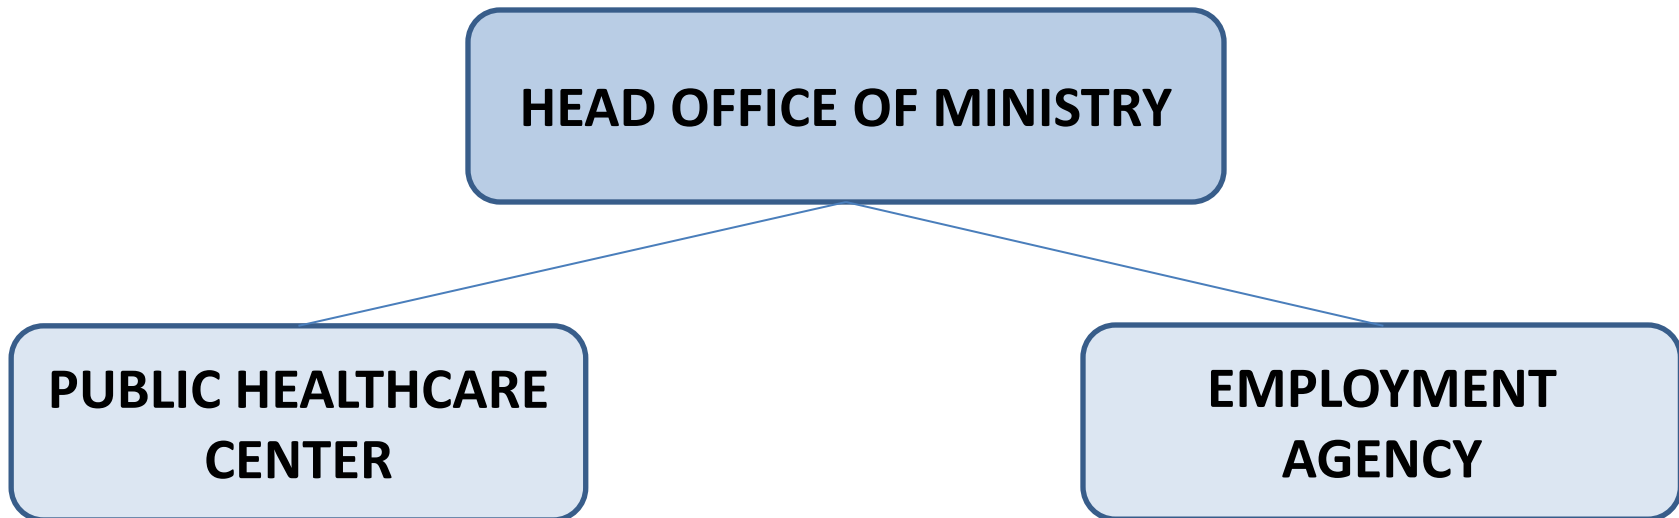 HEAD OFFICE OF MINISTRY
PUBLIC HEALTHCARE
CENTER
EMPLOYMENT
AGENCY